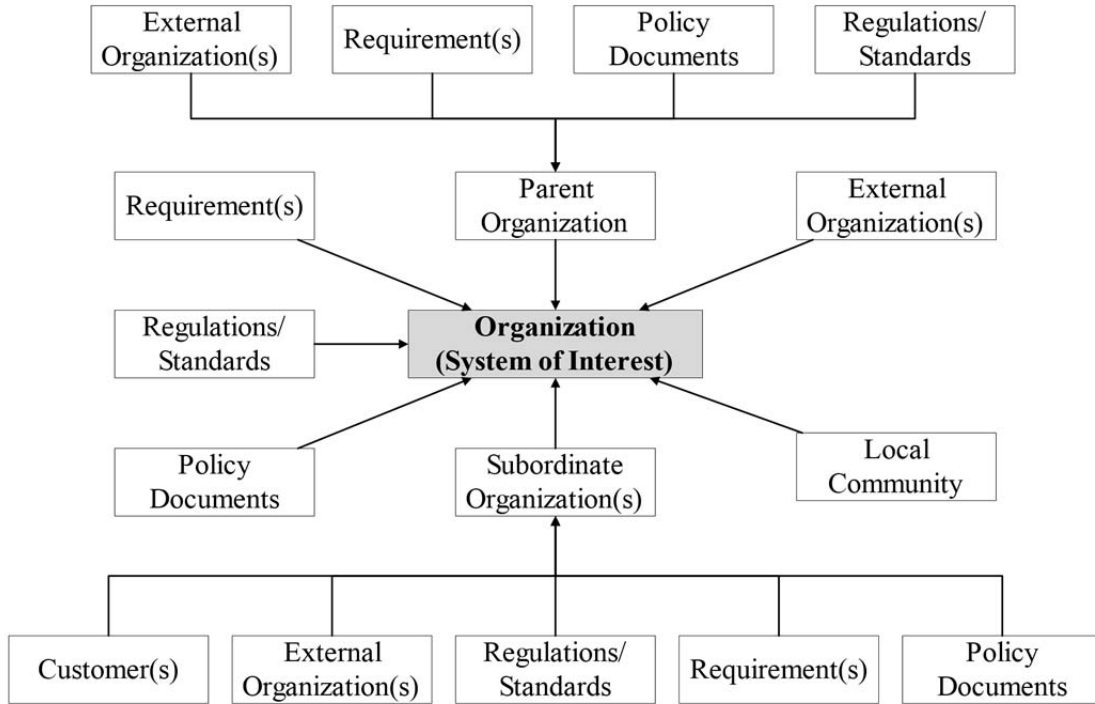 External
Organization(s)
Requirement(s)
Policy
Documents
Regulations/
Standards
Requirement(s)
Parent
Organization
External
Organization(s)
Regulations/
Standards
Organization
(System of Interest)
Policy
Documents
Subordinate
Organization(s)
Local
Community
Customer(s)
External
Organization(s)
Regulations/
Standards
Requirement(s)
Policy
Documents